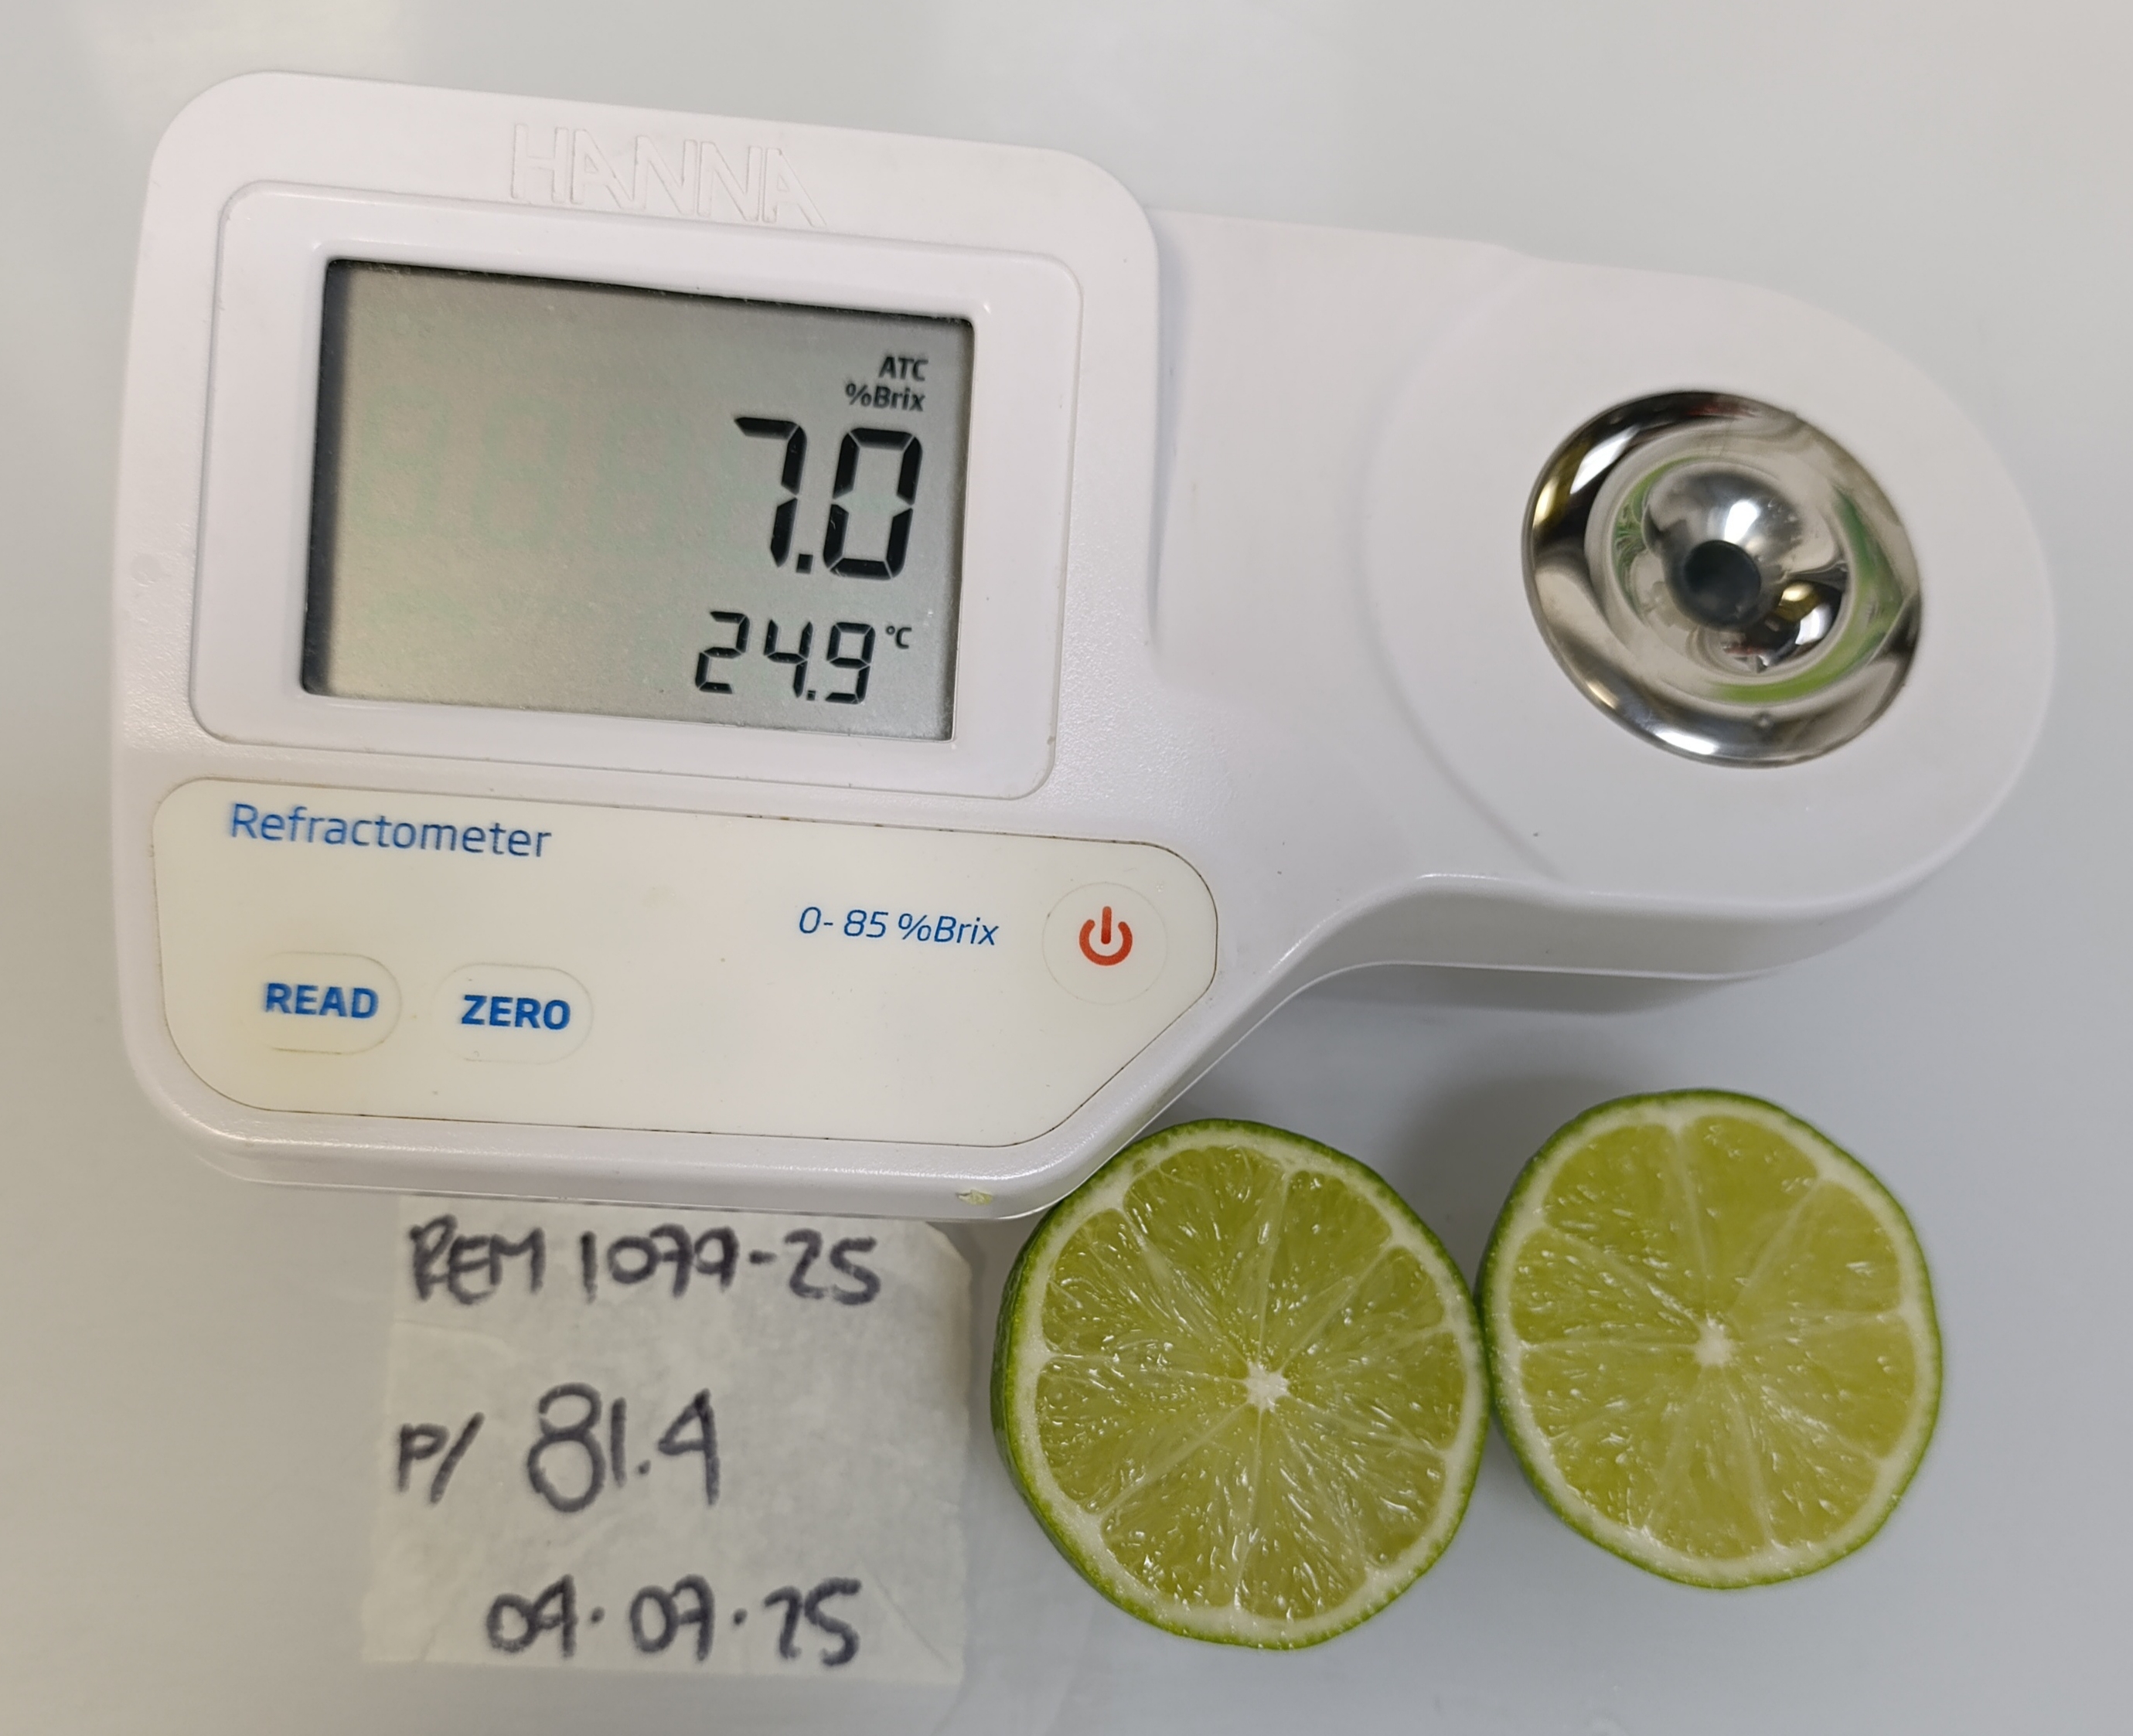 HANNA
ATC
%Brix
7.0
24.9 °C
Refractometer
0- 85 %Brix
READ
ZERO
REM 1079-25
P/ 81.4
09.07.25